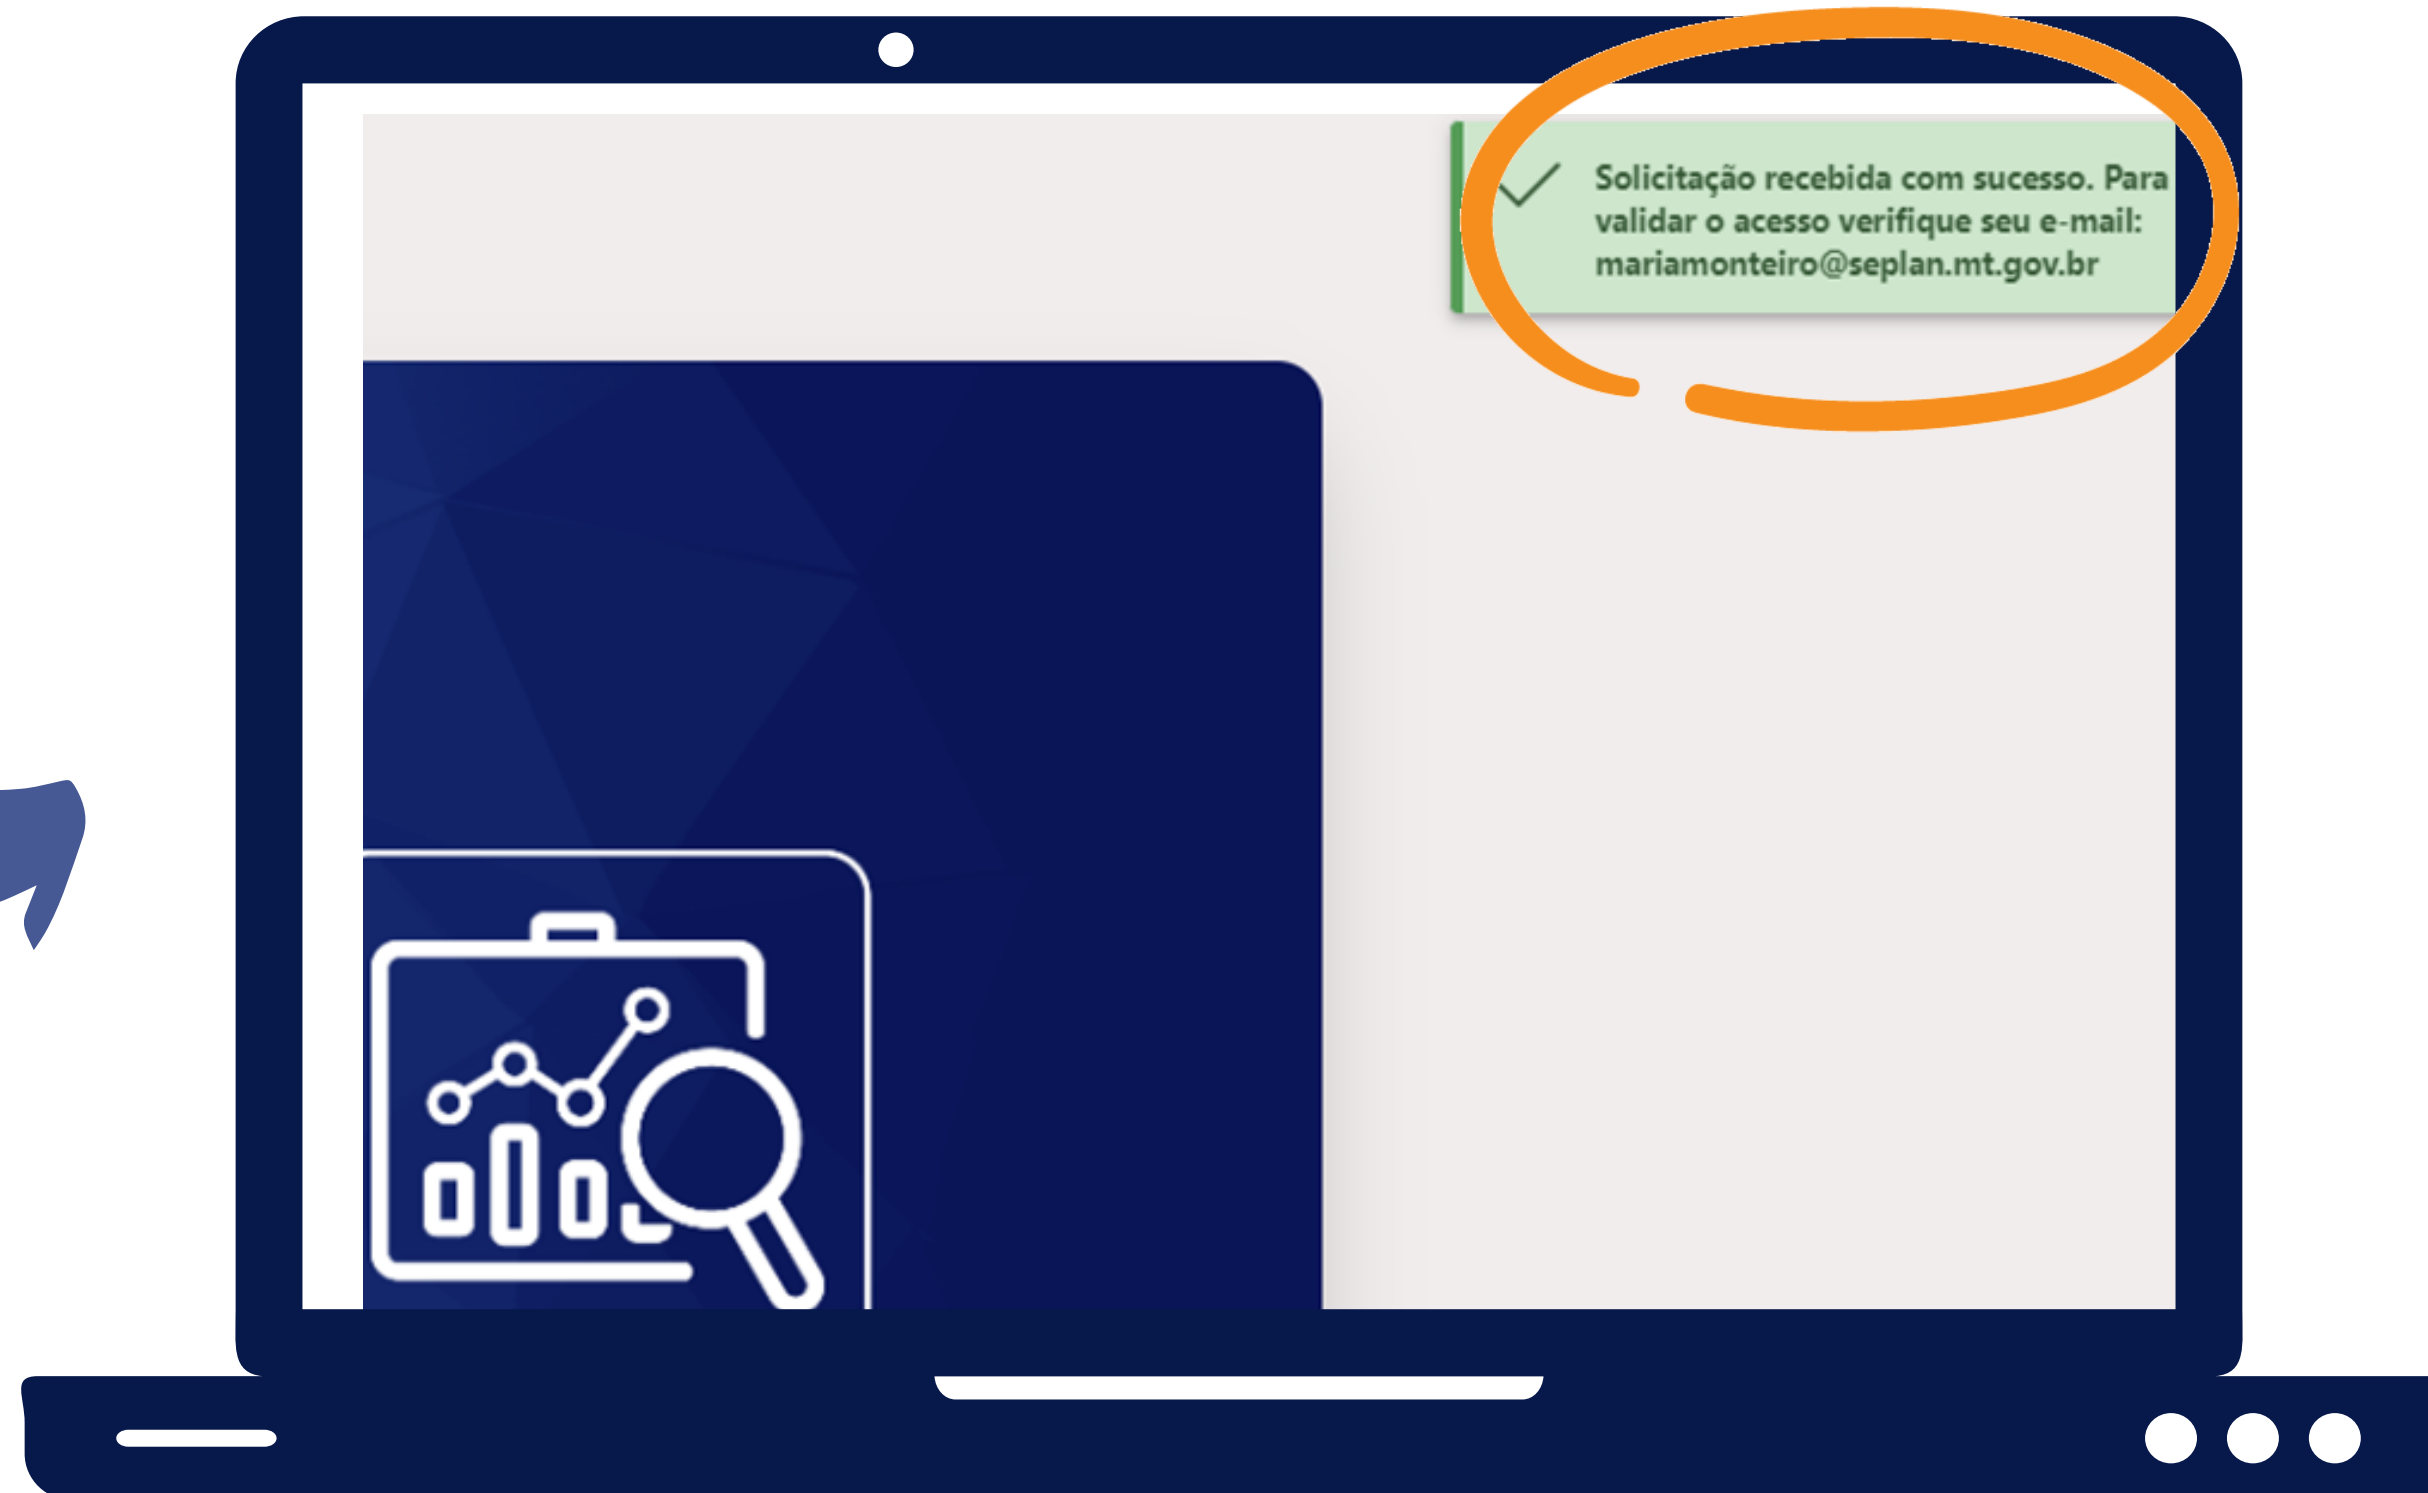 Solicitação recebida com sucesso. Para
validar o acesso verifique seu e-mail:
mariamonteiro@seplan.mt.gov.br